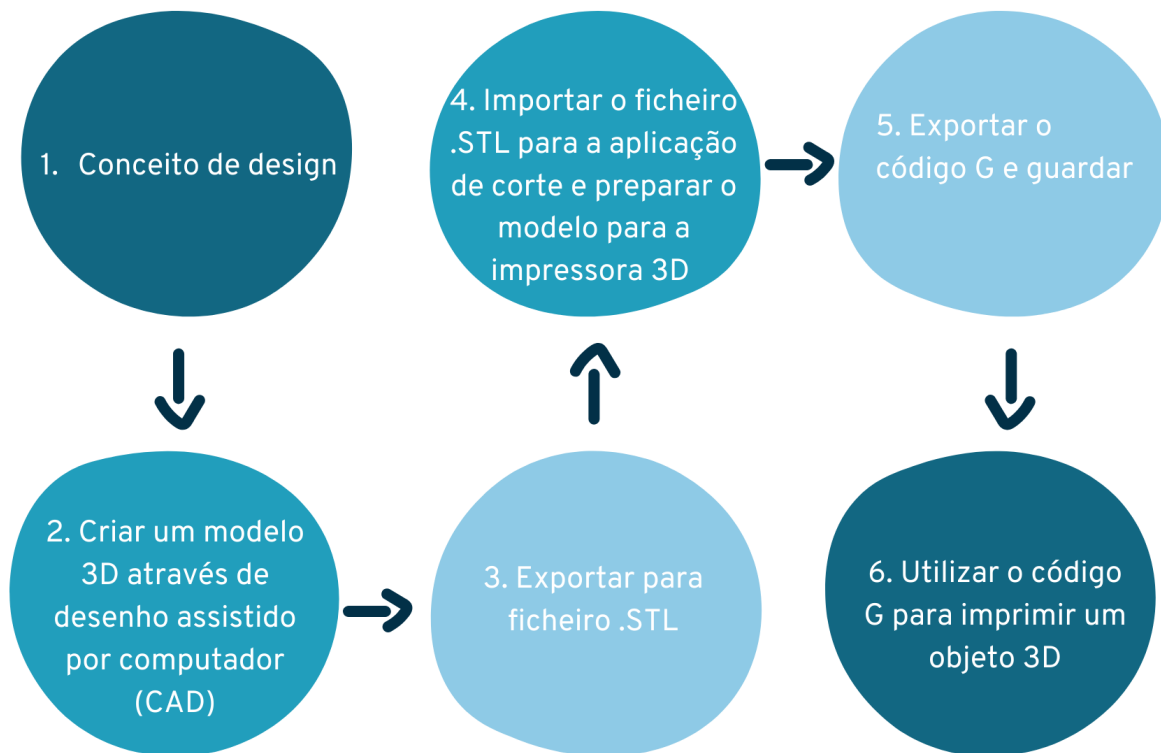 1. Conceito de design
2. Criar um modelo
3D através de
desenho assistido
por computador
(CAD)
3. Exportar para
ficheiro .STL
4. Importar o ficheiro
.STL para a aplicação
de corte e preparar o
modelo para a
impressora 3D
5. Exportar o
código G e guardar
6. Utilizar o código
G para imprimir um
objeto 3D